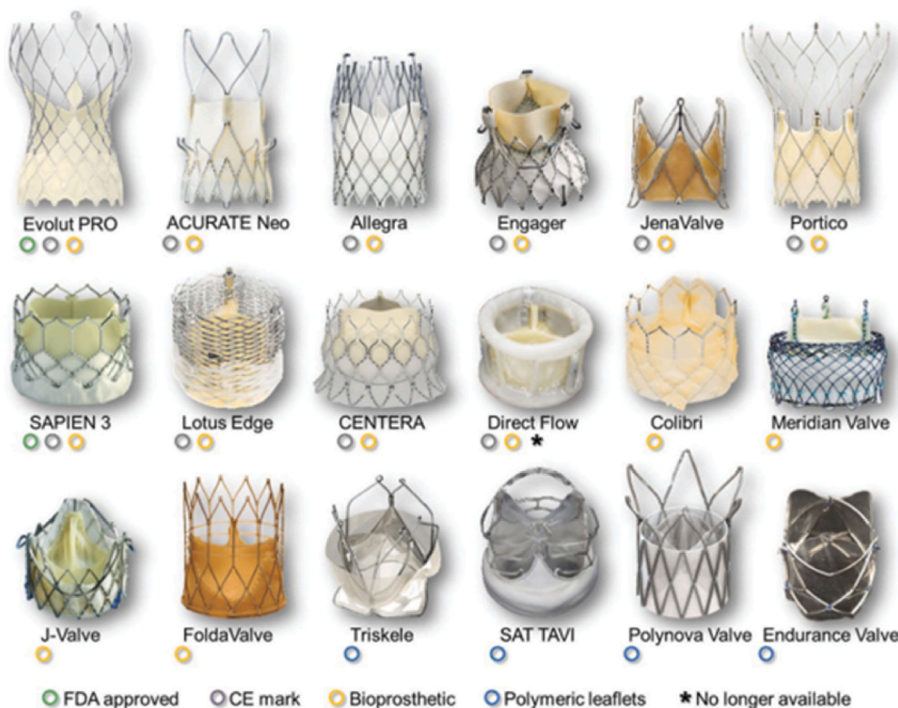 Evolut PRO ACURATE Neo Allegra Engager JenaValve Portico
SAPIEN 3 Lotus Edge CENTERA Direct Flow Colibri Meridian Valve
*
J-Valve FoldaValve Triskele SAT TAVI Polynova Valve Endurance Valve
FDA approved CE mark Bioprosthetic Polymeric leaflets * No longer available